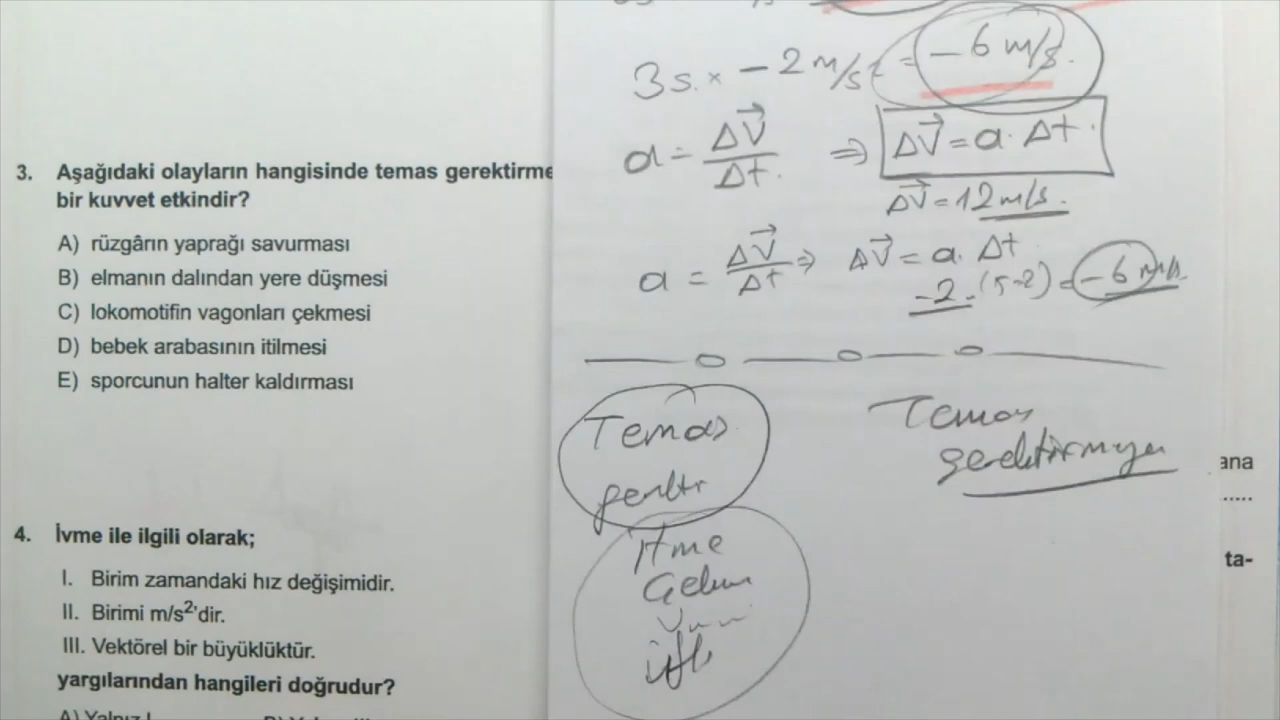 3. Aşağıdaki olayların hangisinde temas gerektirme
bir kuvvet etkindir?
A) rüzgârın yaprağı savurması
B) elmanın dalından yere düşmesi
C) lokomotifin vagonları çekmesi
D) bebek arabasının itilmesi
E) sporcunun halter kaldırması
4. İvme ile ilgili olarak;
I. Birim zamandaki hız değişimidir.
II. Birimi m/s²'dir.
III. Vektörel bir büyüklüktür.
yargılarından hangileri doğrudur?
A) Yalnız I
3s. × -2 m/s² = -6 m/s.
a = ΔV⃗/Δt. ⇒ ΔV⃗ = a. Δt.
ΔV⃗ = 12 m/s.
a = ΔV⃗/Δt ⇒ ΔV⃗ = a. Δt
-2. (5-2) = -6 m/s.
Temas
Temas
gerektirmeyen
İtme
ana
.....
ta-